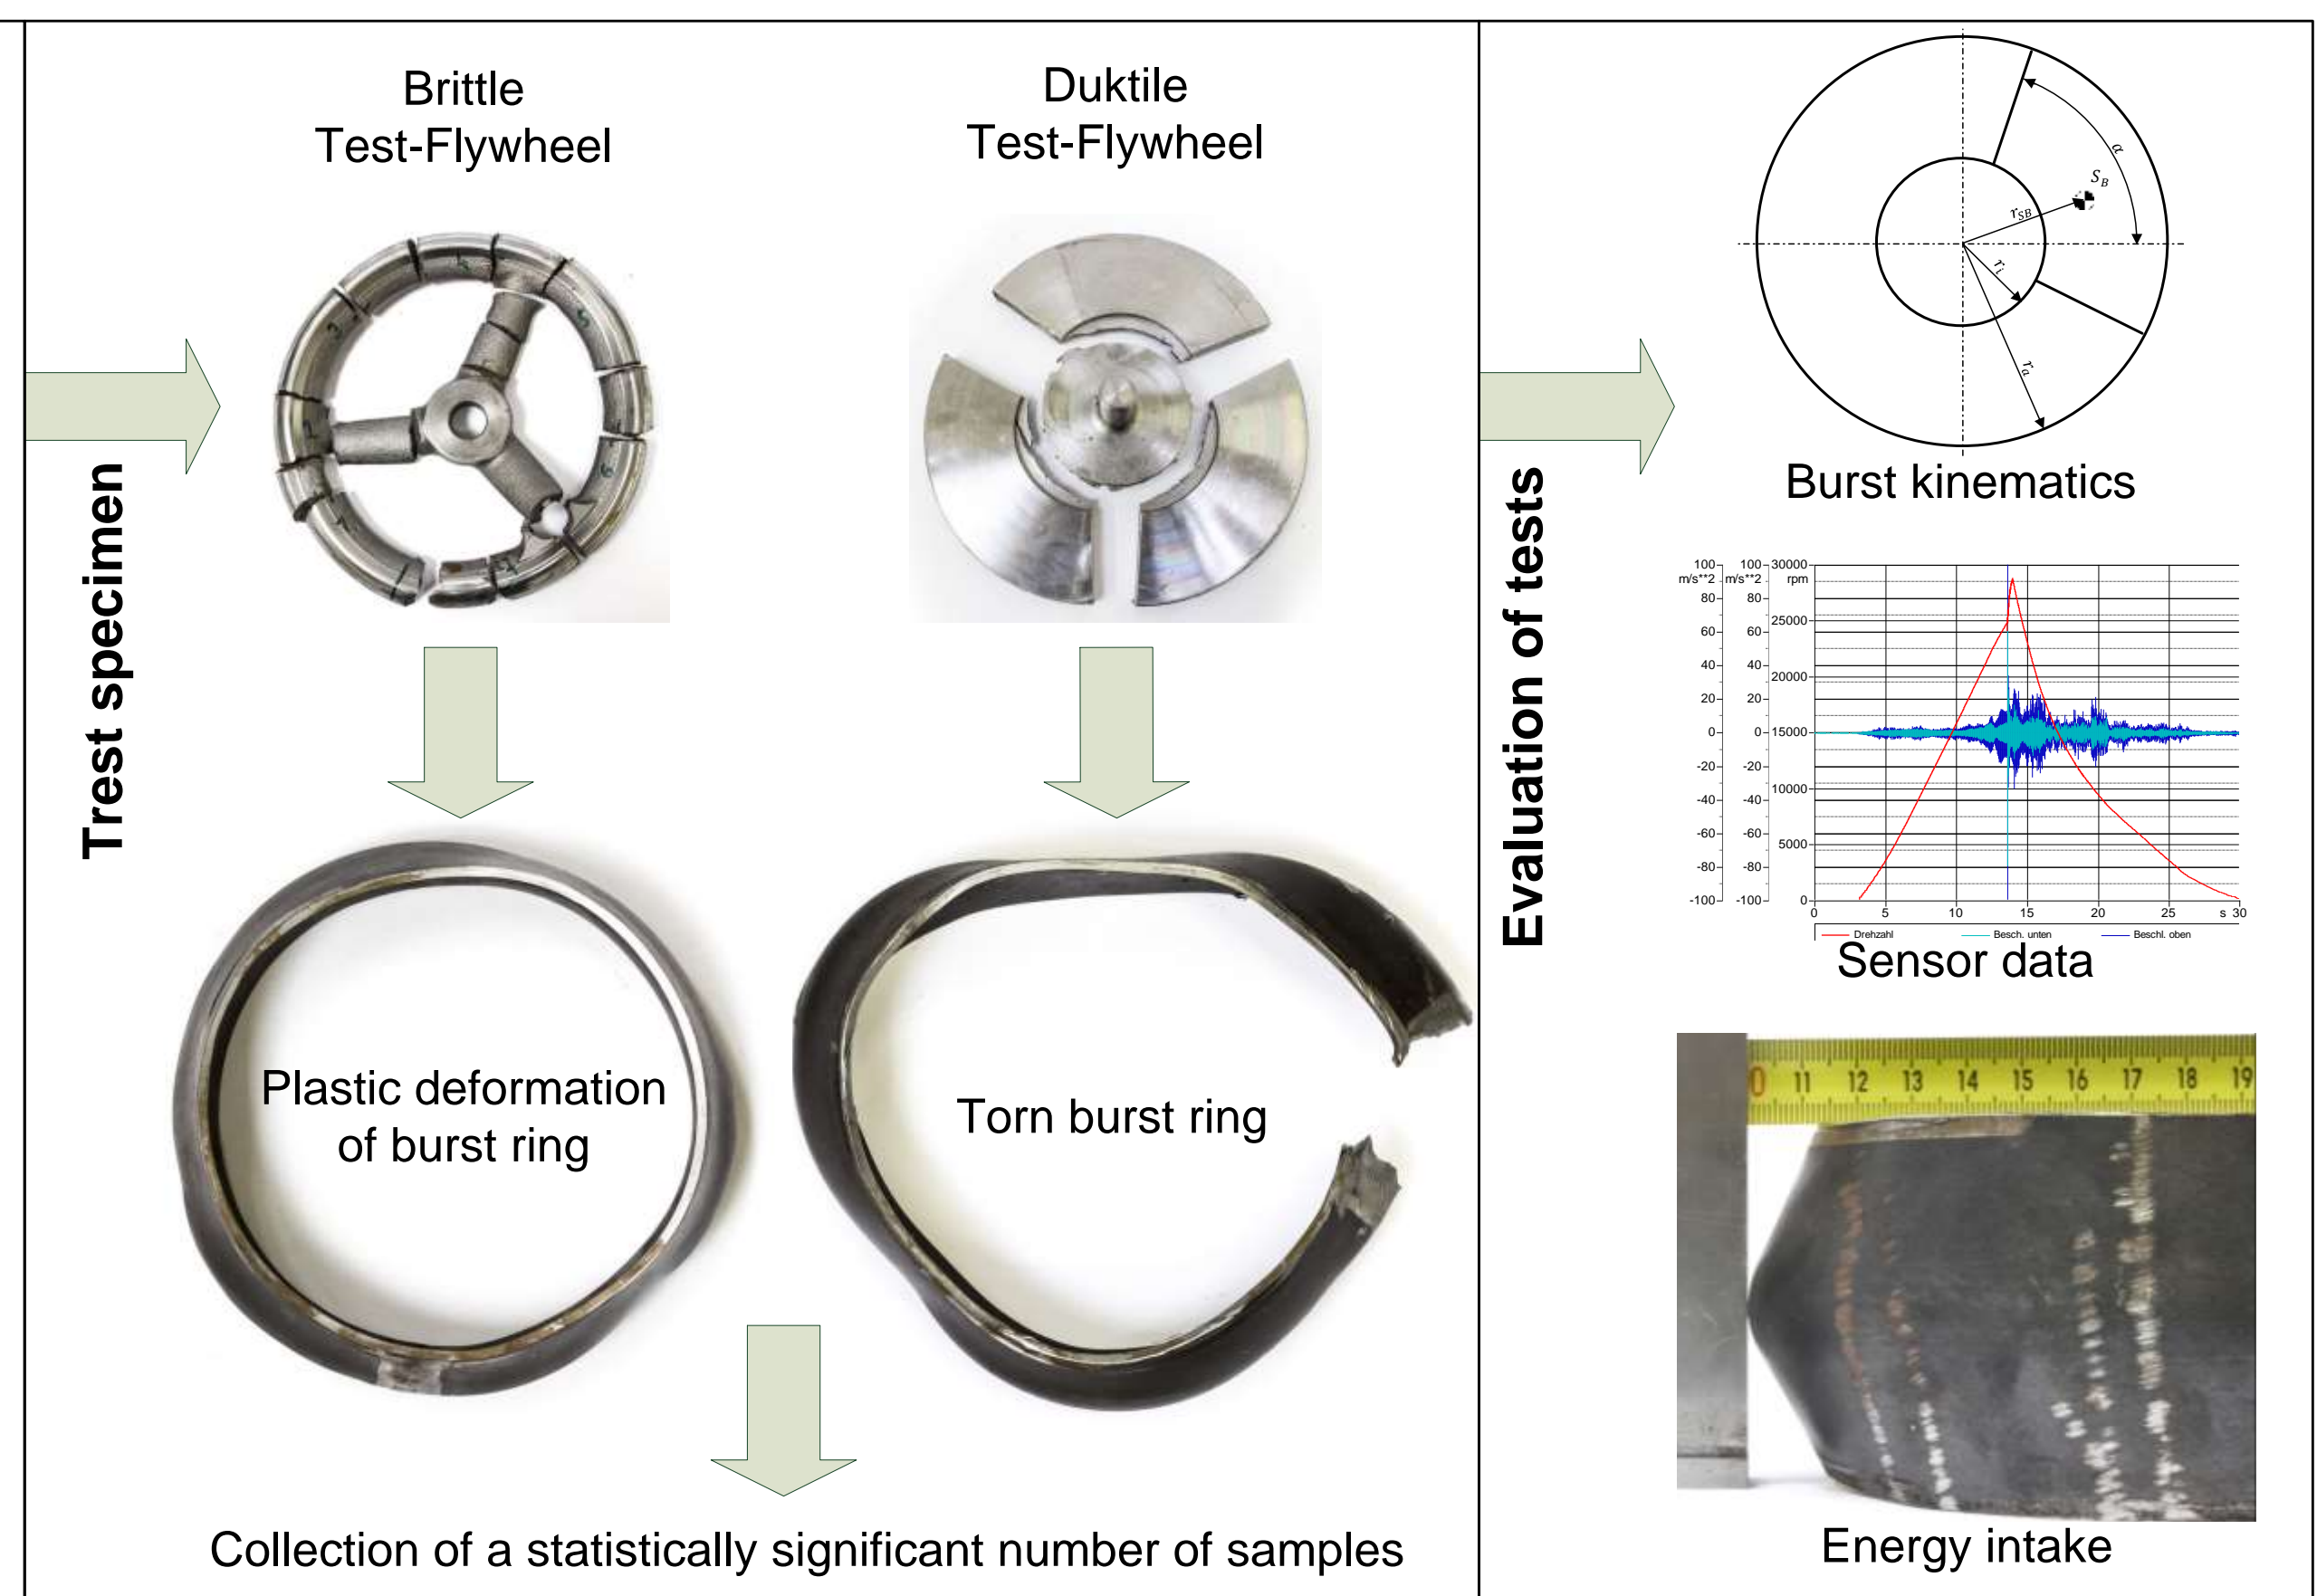 Trest specimen
Brittle
Test-Flywheel
Duktile
Test-Flywheel
Plastic deformation
of burst ring
Torn burst ring
Collection of a statistically significant number of samples
Evaluation of tests
α
S_B
r_SB
r_i
r_a
Burst kinematics
100 100 30000
m/s**2 m/s**2 rpm
80 80
25000
60 60
40 40
20000
20 20
0 0 15000
-20 -20
10000
-40 -40
-60 -60
5000
-80 -80
-100 -100 0
0 5 10 15 20 25 s 30
Drehzahl Besch. unten Beschl. oben
Sensor data
0 11 12 13 14 15 16 17 18 19
Energy intake